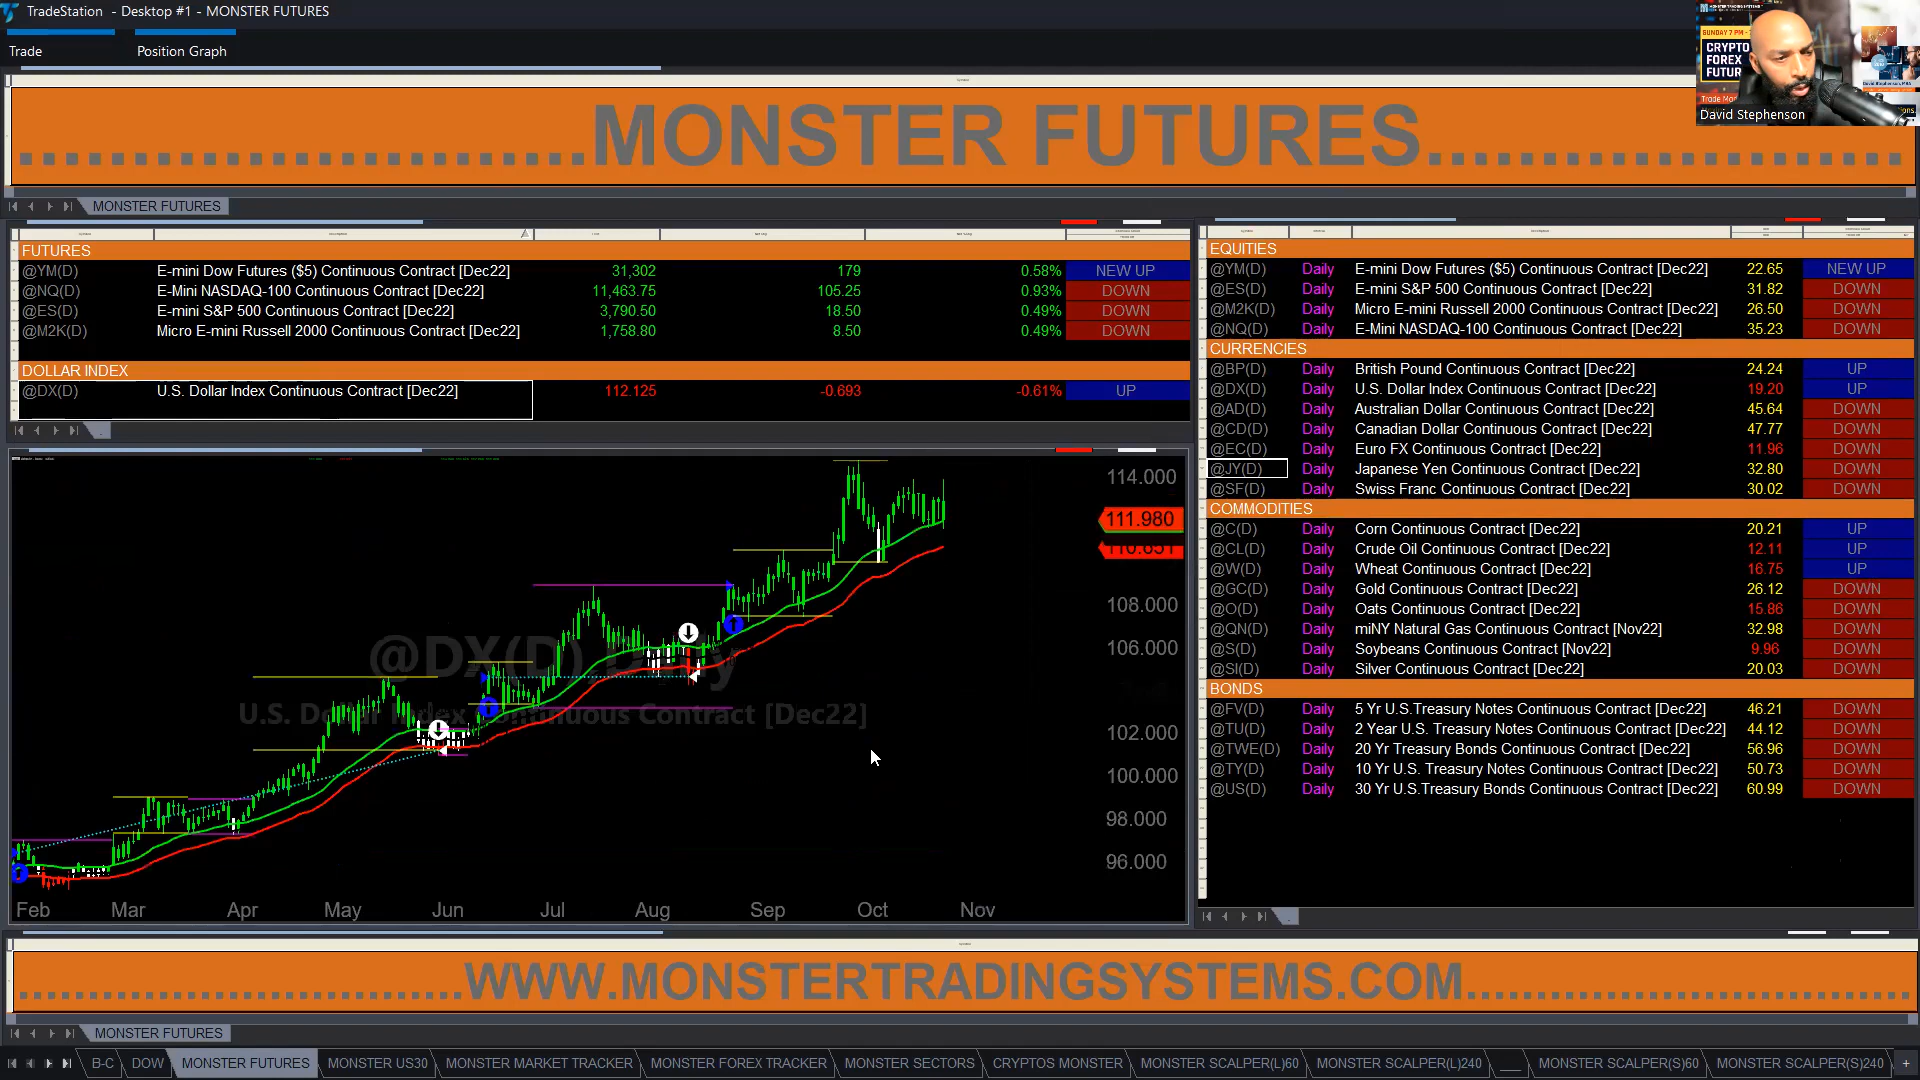 TradeStation - Desktop #1 - MONSTER FUTURES
Trade Position Graph
David Stephenson
MONSTER FUTURES
MONSTER FUTURES
FUTURES
@YM(D) E-mini Dow Futures ($5) Continuous Contract [Dec22] 31,302 179 0.58% NEW UP
@NQ(D) E-Mini NASDAQ-100 Continuous Contract [Dec22] 11,463.75 105.25 0.93% DOWN
@ES(D) E-mini S&P 500 Continuous Contract [Dec22] 3,790.50 18.50 0.49% DOWN
@M2K(D) Micro E-mini Russell 2000 Continuous Contract [Dec22] 1,758.80 8.50 0.49% DOWN
DOLLAR INDEX
@DX(D) U.S. Dollar Index Continuous Contract [Dec22] 112.125 -0.693 -0.61% UP
114.000
111.980
108.000
106.000
102.000
100.000
98.000
96.000
@DX(D) Daily
U.S. Dollar Index Continuous Contract [Dec22]
Feb Mar Apr May Jun Jul Aug Sep Oct Nov
EQUITIES
@YM(D) Daily E-mini Dow Futures ($5) Continuous Contract [Dec22] 22.65 NEW UP
@ES(D) Daily E-mini S&P 500 Continuous Contract [Dec22] 31.82 DOWN
@M2K(D) Daily Micro E-mini Russell 2000 Continuous Contract [Dec22] 26.50 DOWN
@NQ(D) Daily E-Mini NASDAQ-100 Continuous Contract [Dec22] 35.23 DOWN
CURRENCIES
@BP(D) Daily British Pound Continuous Contract [Dec22] 24.24 UP
@DX(D) Daily U.S. Dollar Index Continuous Contract [Dec22] 19.20 UP
@AD(D) Daily Australian Dollar Continuous Contract [Dec22] 45.64 DOWN
@CD(D) Daily Canadian Dollar Continuous Contract [Dec22] 47.77 DOWN
@EC(D) Daily Euro FX Continuous Contract [Dec22] 11.96 DOWN
@JY(D) Daily Japanese Yen Continuous Contract [Dec22] 32.80 DOWN
@SF(D) Daily Swiss Franc Continuous Contract [Dec22] 30.02 DOWN
COMMODITIES
@C(D) Daily Corn Continuous Contract [Dec22] 20.21 UP
@CL(D) Daily Crude Oil Continuous Contract [Dec22] 12.11 UP
@W(D) Daily Wheat Continuous Contract [Dec22] 16.75 UP
@GC(D) Daily Gold Continuous Contract [Dec22] 26.12 DOWN
@O(D) Daily Oats Continuous Contract [Dec22] 15.86 DOWN
@QN(D) Daily miNY Natural Gas Continuous Contract [Nov22] 32.98 DOWN
@S(D) Daily Soybeans Continuous Contract [Nov22] 9.96 DOWN
@SI(D) Daily Silver Continuous Contract [Dec22] 20.03 DOWN
BONDS
@FV(D) Daily 5 Yr U.S.Treasury Notes Continuous Contract [Dec22] 46.21 DOWN
@TU(D) Daily 2 Year U.S. Treasury Notes Continuous Contract [Dec22] 44.12 DOWN
@TWE(D) Daily 20 Yr Treasury Bonds Continuous Contract [Dec22] 56.96 DOWN
@TY(D) Daily 10 Yr U.S. Treasury Notes Continuous Contract [Dec22] 50.73 DOWN
@US(D) Daily 30 Yr U.S.Treasury Bonds Continuous Contract [Dec22] 60.99 DOWN
WWW.MONSTERTRADINGSYSTEMS.COM
MONSTER FUTURES
B-C DOW MONSTER FUTURES MONSTER US30 MONSTER MARKET TRACKER MONSTER FOREX TRACKER MONSTER SECTORS CRYPTOS MONSTER MONSTER SCALPER(L)60 MONSTER SCALPER(L)240 ___ MONSTER SCALPER(S)60 MONSTER SCALPER(S)240 +